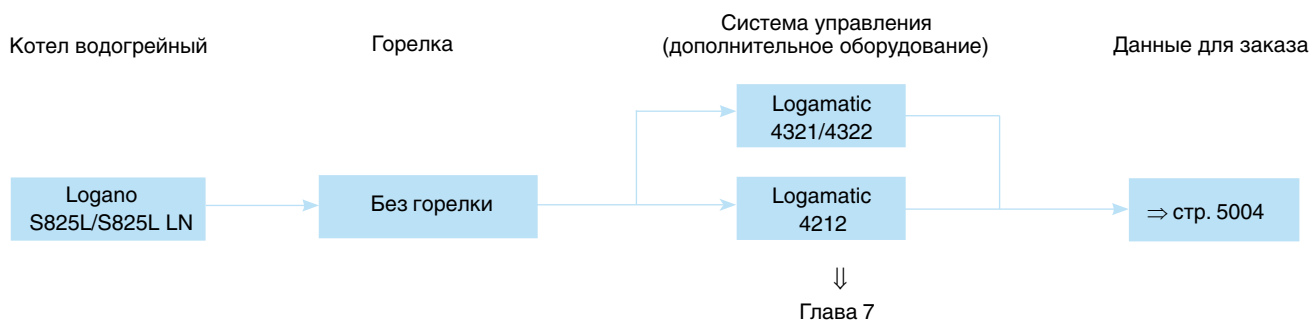 Котел водогрейный
Горелка
Система управления
(дополнительное оборудование)
Данные для заказа
Logano
S825L/S825L LN
Без горелки
Logamatic
4321/4322
Logamatic
4212
⇒ стр. 5004
⇓
Глава 7